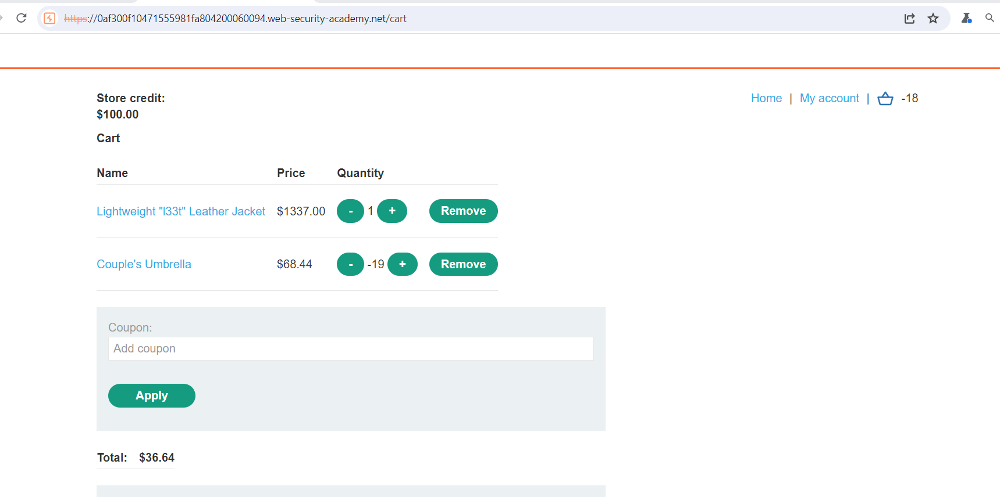 https://0af300f10471555981fa804200060094.web-security-academy.net/cart
Store credit:
$100.00
Home | My account | -18
Cart
Name Price Quantity
Lightweight "l33t" Leather Jacket $1337.00 - 1 + Remove
Couple's Umbrella $68.44 - -19 + Remove
Coupon:
Add coupon
Apply
Total: $36.64